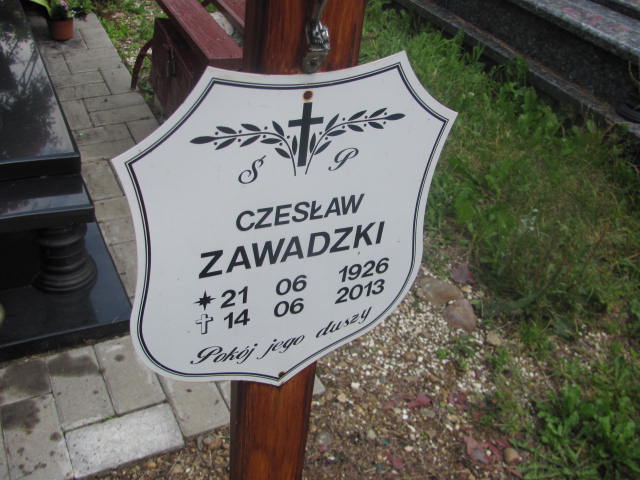 Ś P
CZESŁAW
ZAWADZKI
21 06 1926
14 06 2013
Pokój jego duszy